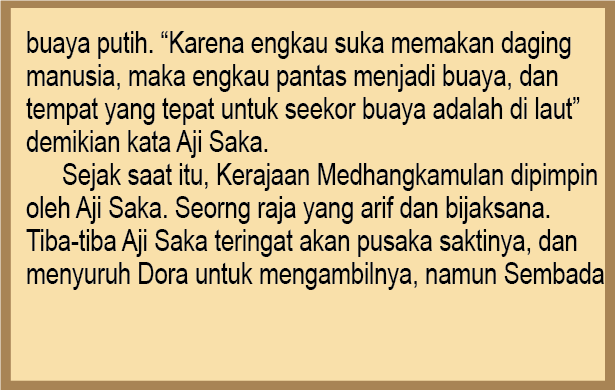 buaya putih. “Karena engkau suka memakan daging
manusia, maka engkau pantas menjadi buaya, dan
tempat yang tepat untuk seekor buaya adalah di laut”
demikian kata Aji Saka.
Sejak saat itu, Kerajaan Medhangkamulan dipimpin
oleh Aji Saka. Seorng raja yang arif dan bijaksana.
Tiba-tiba Aji Saka teringat akan pusaka saktinya, dan
menyuruh Dora untuk mengambilnya, namun Sembada